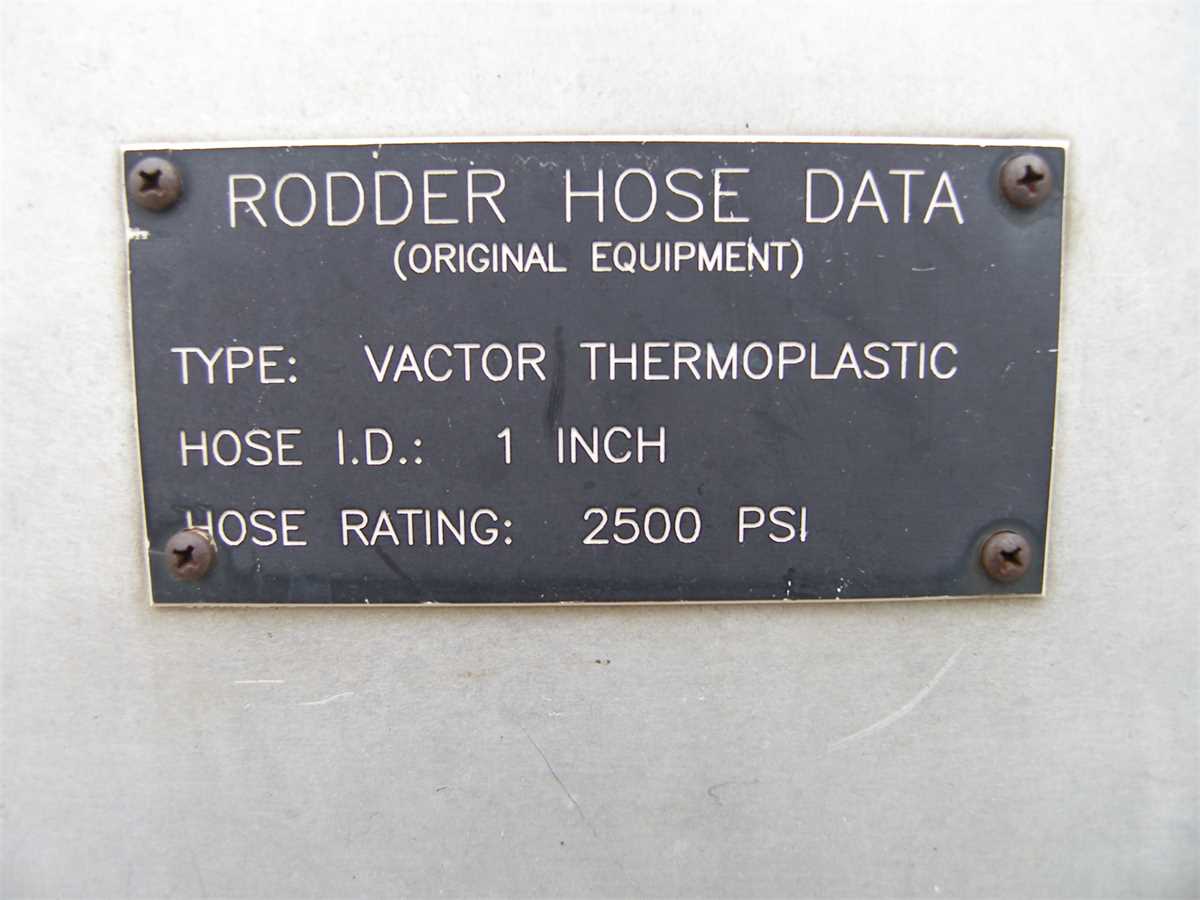 RODDER HOSE DATA
(ORIGINAL EQUIPMENT)
TYPE: VACTOR THERMOPLASTIC
HOSE I.D.: 1 INCH
HOSE RATING: 2500 PSI